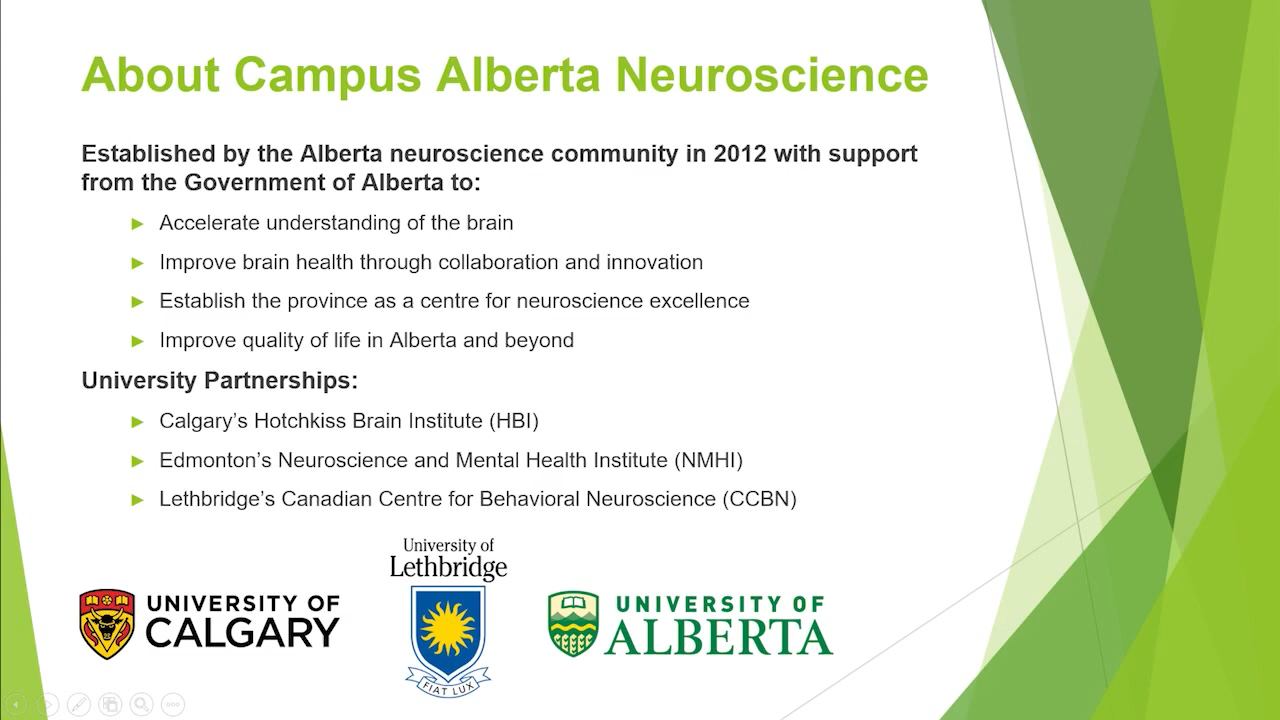 About Campus Alberta Neuroscience
Established by the Alberta neuroscience community in 2012 with support
from the Government of Alberta to:
Accelerate understanding of the brain
Improve brain health through collaboration and innovation
Establish the province as a centre for neuroscience excellence
Improve quality of life in Alberta and beyond
University Partnerships:
Calgary’s Hotchkiss Brain Institute (HBI)
Edmonton’s Neuroscience and Mental Health Institute (NMHI)
Lethbridge’s Canadian Centre for Behavioral Neuroscience (CCBN)
UNIVERSITY OF
CALGARY
University of
Lethbridge
FIAT LUX
UNIVERSITY OF
ALBERTA